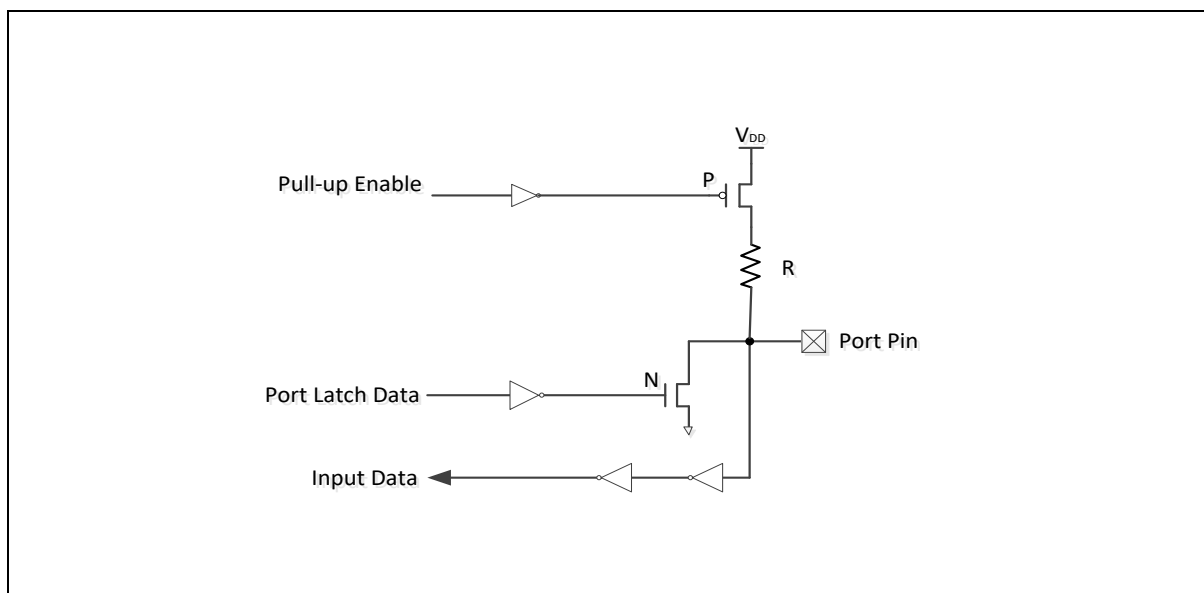 VDD
P
Pull-up Enable
R
Port Pin
N
Port Latch Data
Input Data